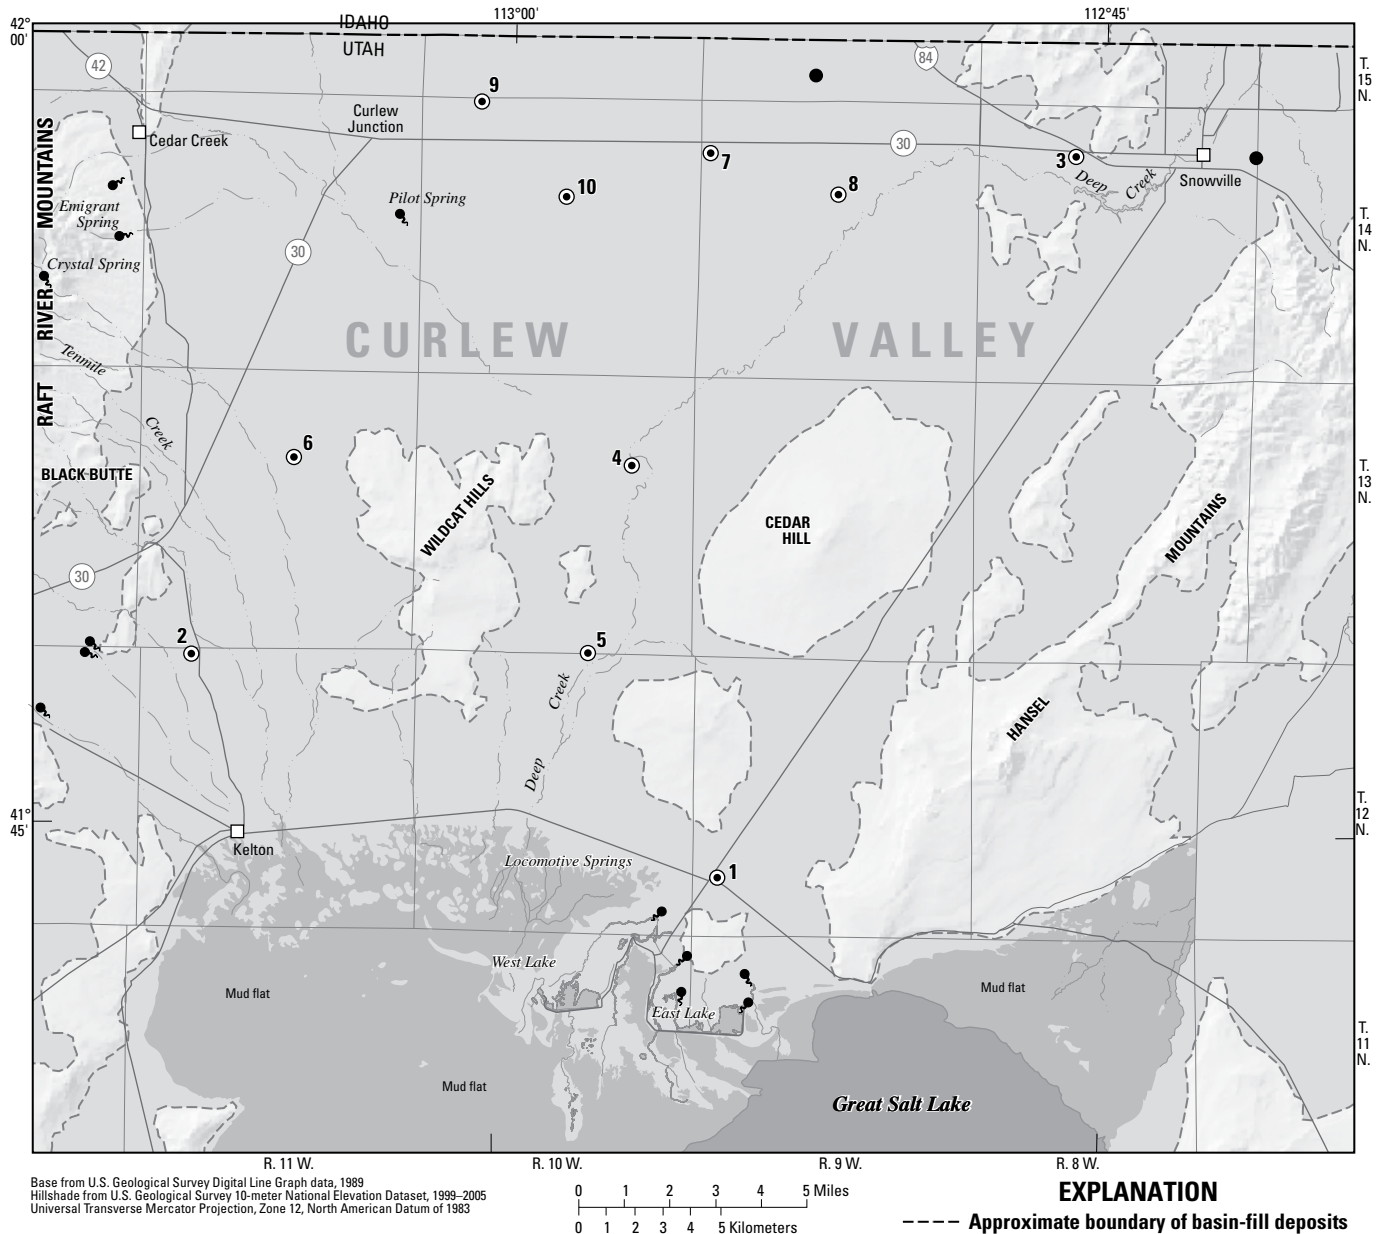 113°00'
112°45'
42°
00'
IDAHO
UTAH
42
84
T.
15
N.
9
Curlew
Junction
Cedar Creek
30
7
3
Snowville
Deep
Creek
10
8
Pilot Spring
Emigrant
Spring
Crystal Spring
30
T.
14
N.
RAFT RIVER MOUNTAINS
CURLEW VALLEY
Tenmile
Creek
6
4
BLACK BUTTE
WILDCAT HILLS
CEDAR
HILL
T.
13
N.
MOUNTAINS
30
2
5
Creek
Deep
HANSEL
41°
45'
T.
12
N.
Kelton
Locomotive Springs
1
West Lake
East Lake
Mud flat
Mud flat
Mud flat
T.
11
N.
Great Salt Lake
R. 11 W.
R. 10 W.
R. 9 W.
R. 8 W.
Base from U.S. Geological Survey Digital Line Graph data, 1989
Hillshade from U.S. Geological Survey 10-meter National Elevation Dataset, 1999–2005
Universal Transverse Mercator Projection, Zone 12, North American Datum of 1983
0 1 2 3 4 5 Miles
0 1 2 3 4 5 Kilometers
EXPLANATION
Approximate boundary of basin-fill deposits